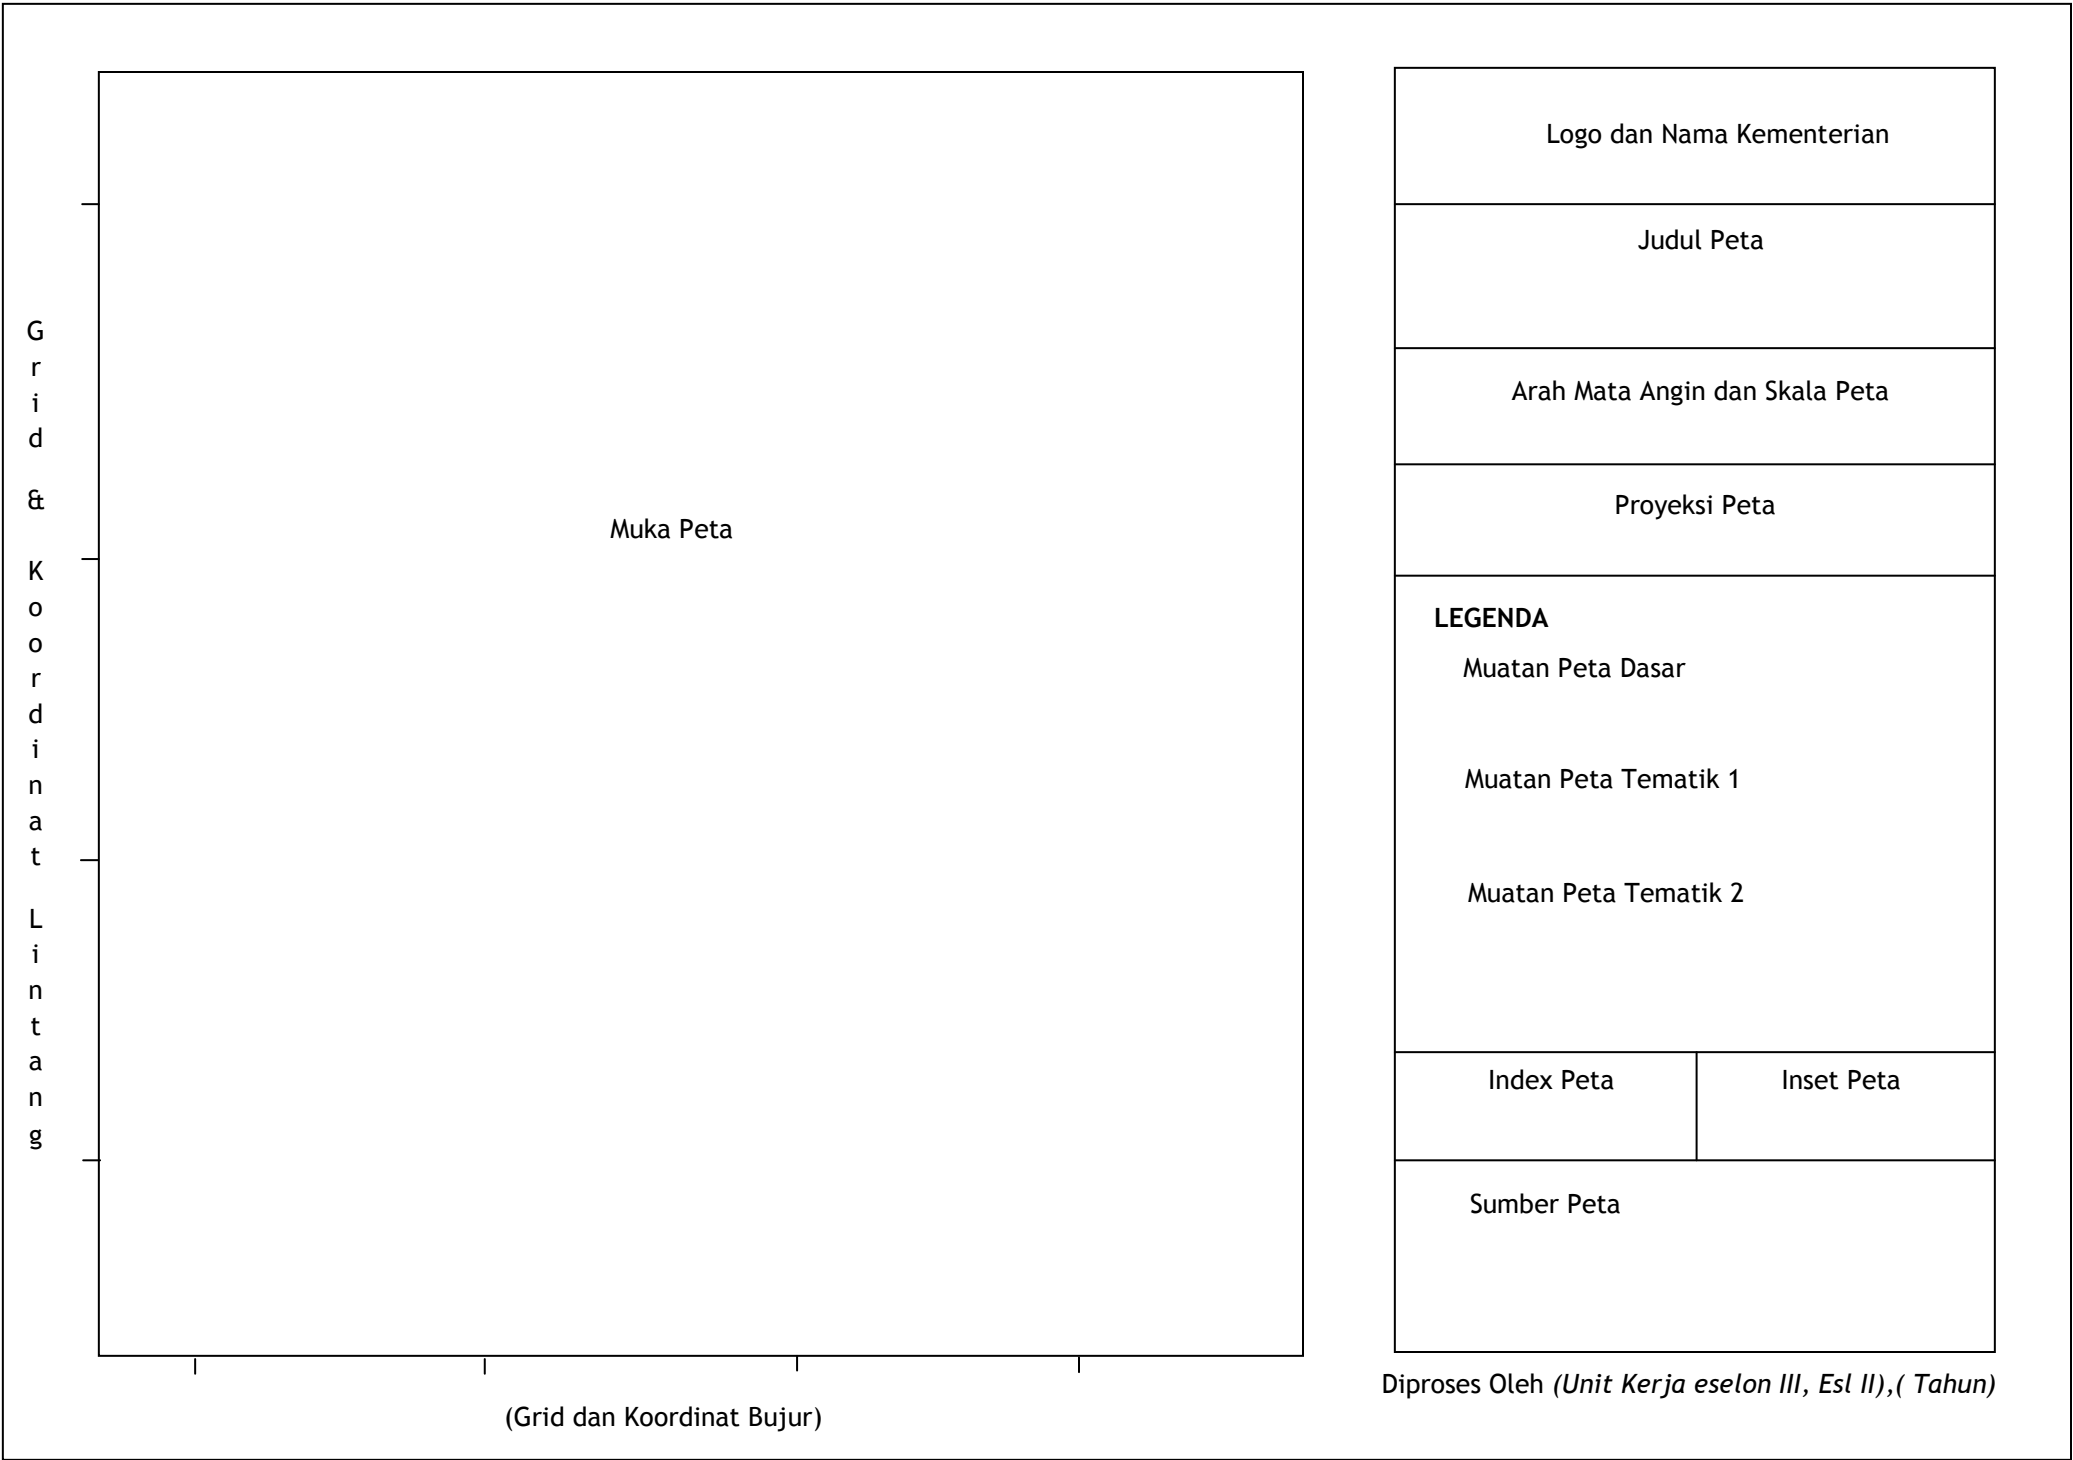 Grid & Koordinat Lintang
Muka Peta
(Grid dan Koordinat Bujur)
Logo dan Nama Kementerian
Judul Peta
Arah Mata Angin dan Skala Peta
Proyeksi Peta
LEGENDA
Muatan Peta Dasar
Muatan Peta Tematik 1
Muatan Peta Tematik 2
Index Peta
Inset Peta
Sumber Peta
Diproses Oleh (Unit Kerja eselon III, Esl II),( Tahun)